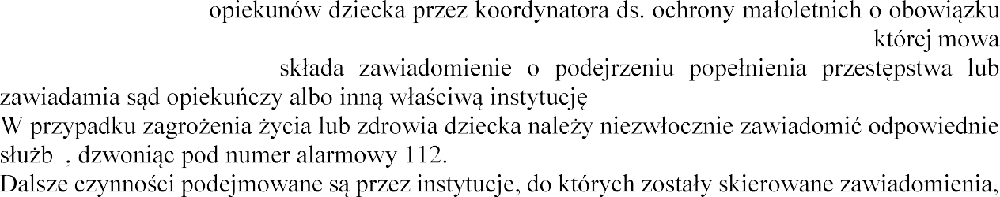 opiekunów dziecka przez koordynatora ds. ochrony małoletnich o obowiązku
której mowa
składa zawiadomienie o podejrzeniu popełnienia przestępstwa lub
zawiadamia sąd opiekuńczy albo inną właściwą instytucję
W przypadku zagrożenia życia lub zdrowia dziecka należy niezwłocznie zawiadomić odpowiednie
służb , dzwoniąc pod numer alarmowy 112.
Dalsze czynności podejmowane są przez instytucje, do których zostały skierowane zawiadomienia,